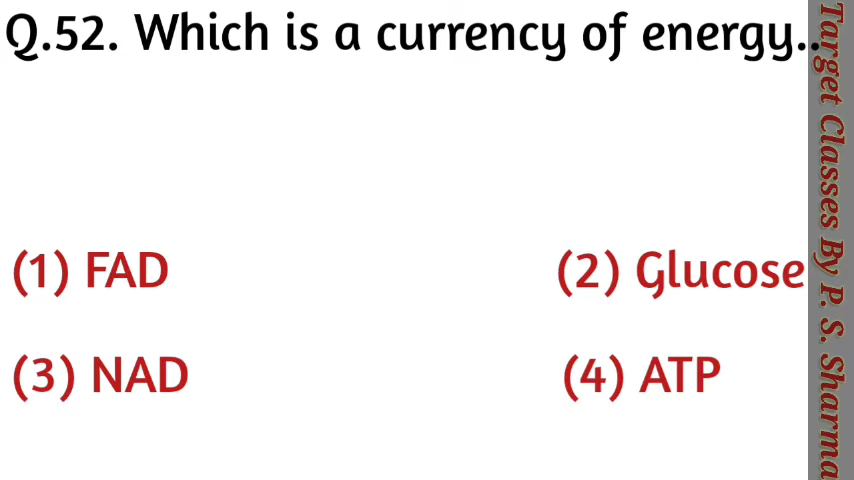 Q.52. Which is a currency of energy..
(1) FAD
(2) Glucose
(3) NAD
(4) ATP
Target Classes By P. S. Sharma